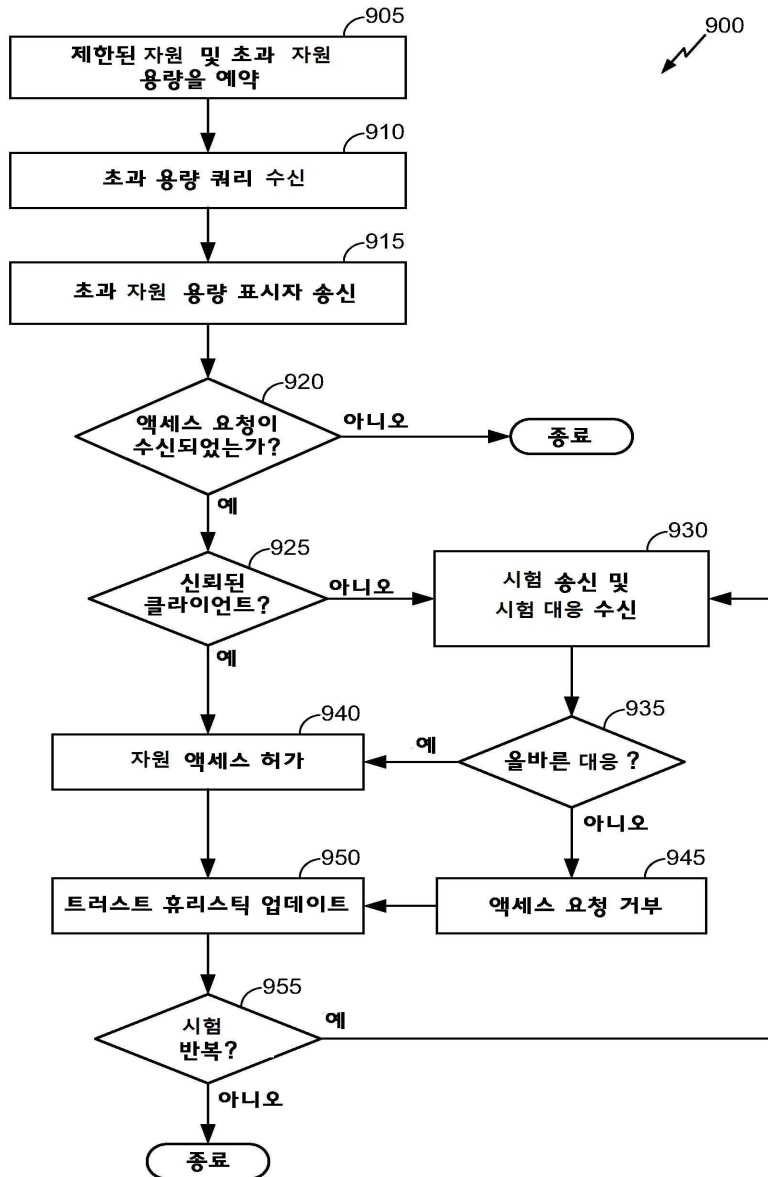 905
900
제한된 자원 및 초과 자원
용량을 예약
910
초과 용량 쿼리 수신
915
초과 자원 용량 표시자 송신
920
액세스 요청이
수신되었는가?
아니오
종료
예
925
신뢰된
클라이언트?
아니오
930
시험 송신 및
시험 대응 수신
예
940
자원 액세스 허가
935
올바른 대응 ?
예
아니오
950
트러스트 휴리스틱 업데이트
945
액세스 요청 거부
955
시험
반복?
예
아니오
종료